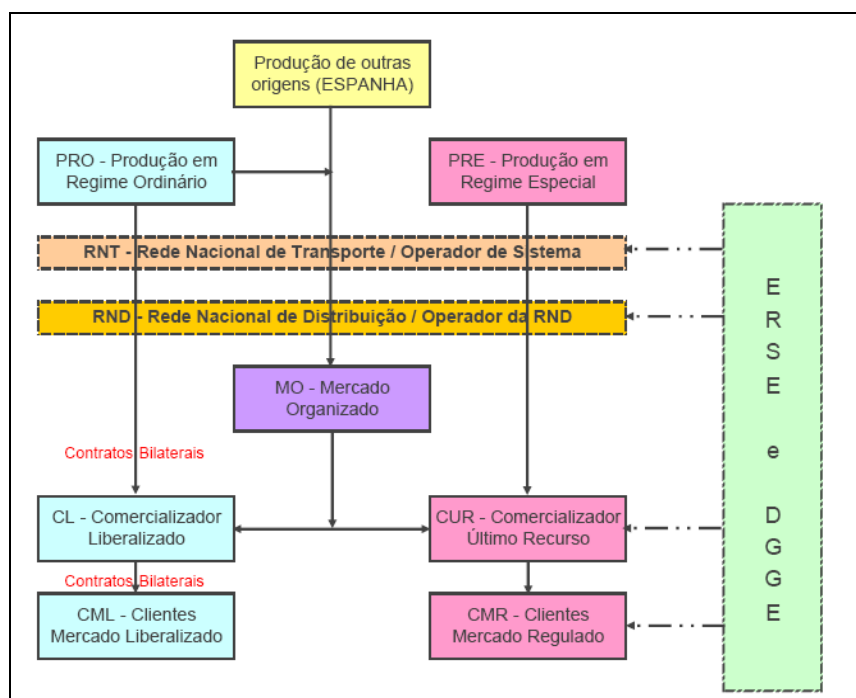 Produção de outras
origens (ESPANHA)
PRO - Produção em
Regime Ordinário
PRE - Produção em
Regime Especial
RNT - Rede Nacional de Transporte / Operador de Sistema
RND - Rede Nacional de Distribuição / Operador da RND
MO - Mercado
Organizado
Contratos Bilaterais
CL - Comercializador
Liberalizado
CUR - Comercializador
Último Recurso
Contratos Bilaterais
CML - Clientes
Mercado Liberalizado
CMR - Clientes
Mercado Regulado
E
R
S
E
e
D
G
G
E